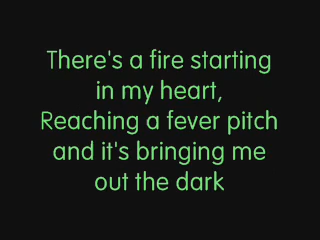 There's a fire starting
in my heart,
Reaching a fever pitch
and it's bringing me
out the dark